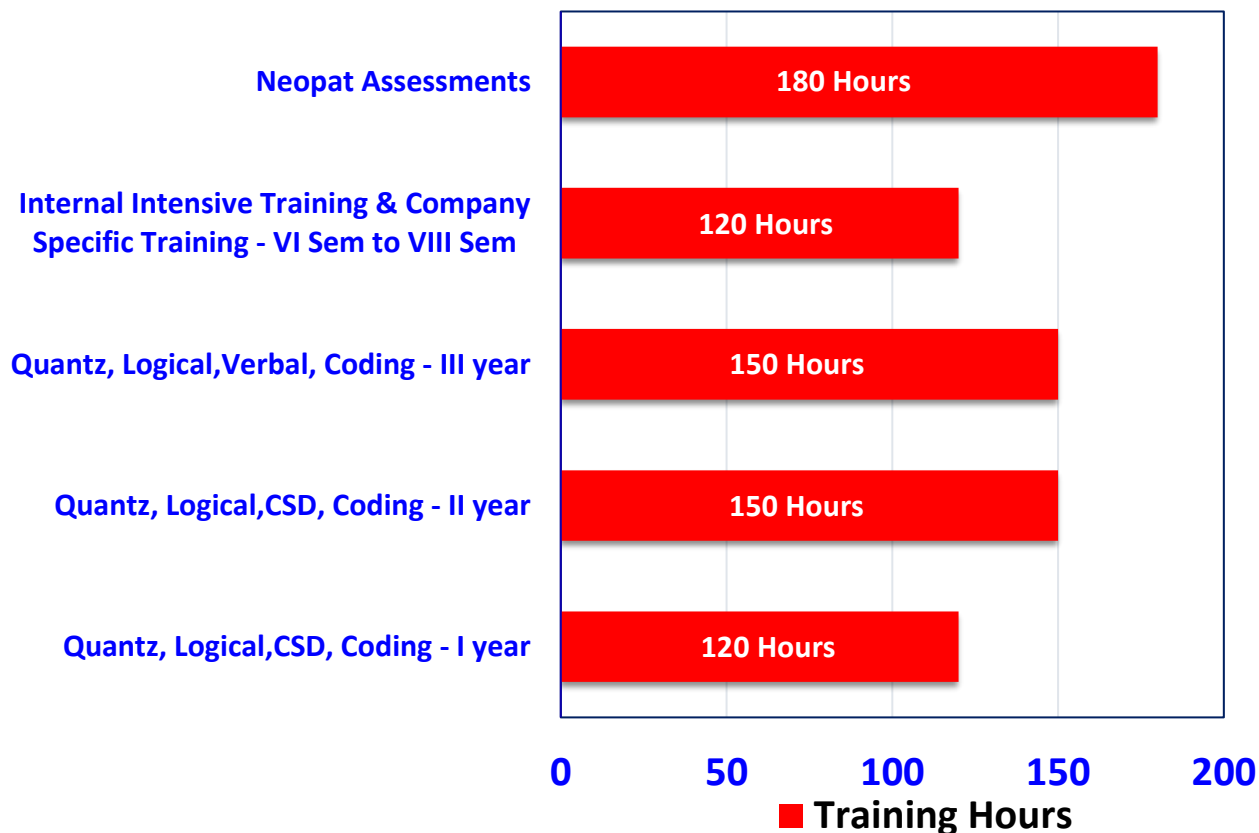 Neopat Assessments
180 Hours
Internal Intensive Training & Company
Specific Training - VI Sem to VIII Sem
120 Hours
Quantz, Logical,Verbal, Coding - III year
150 Hours
Quantz, Logical,CSD, Coding - II year
150 Hours
Quantz, Logical,CSD, Coding - I year
120 Hours
0 50 100 150 200
Training Hours